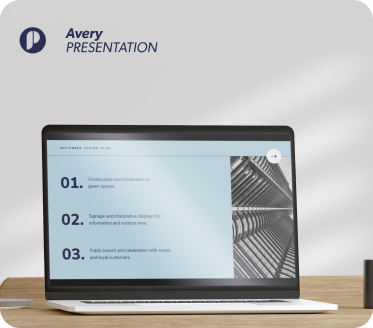 Avery
PRESENTATION
SEPTEMBER ACTION PLAN
01.
Construction and installation of
green spaces.
02.
Signage and interpretive displays for
information and outdoor area.
03.
Public launch and celebration with mayor
and loyal customers.